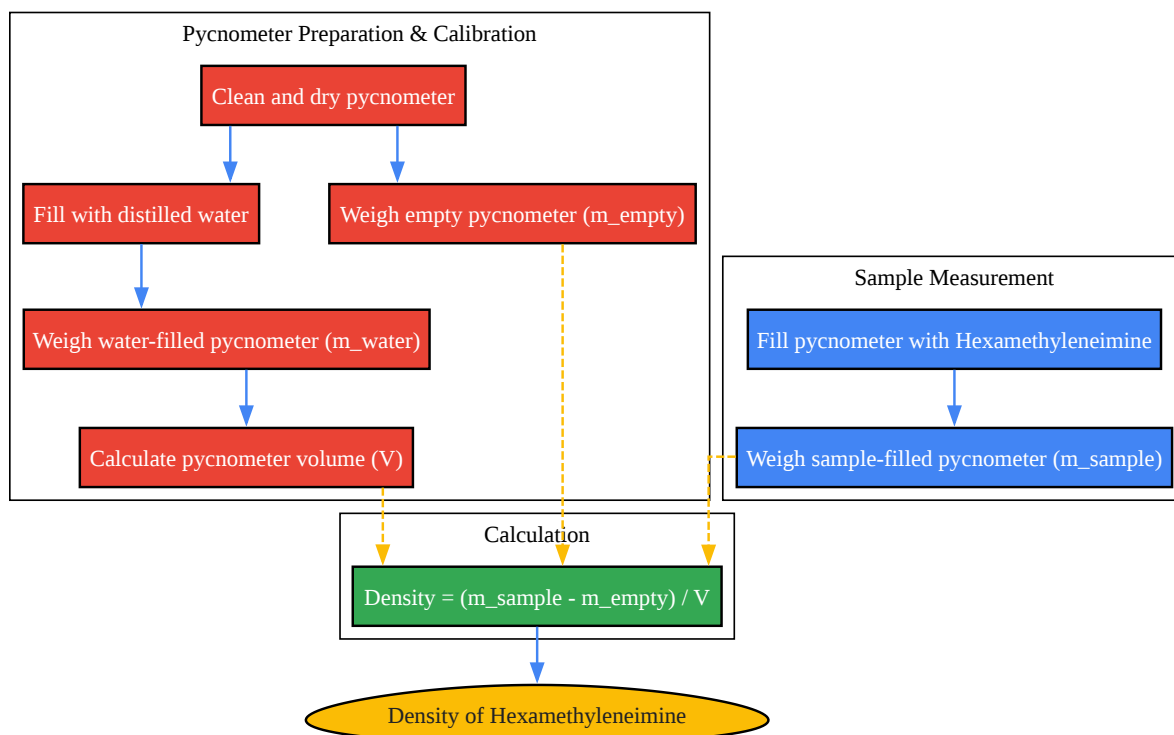 Pycnometer Preparation & Calibration
Clean and dry pycnometer
Fill with distilled water
Weigh empty pycnometer (m_empty)
Weigh water-filled pycnometer (m_water)
Calculate pycnometer volume (V)
Sample Measurement
Fill pycnometer with Hexamethyleneimine
Weigh sample-filled pycnometer (m_sample)
Calculation
Density = (m_sample - m_empty) / V
Density of Hexamethyleneimine